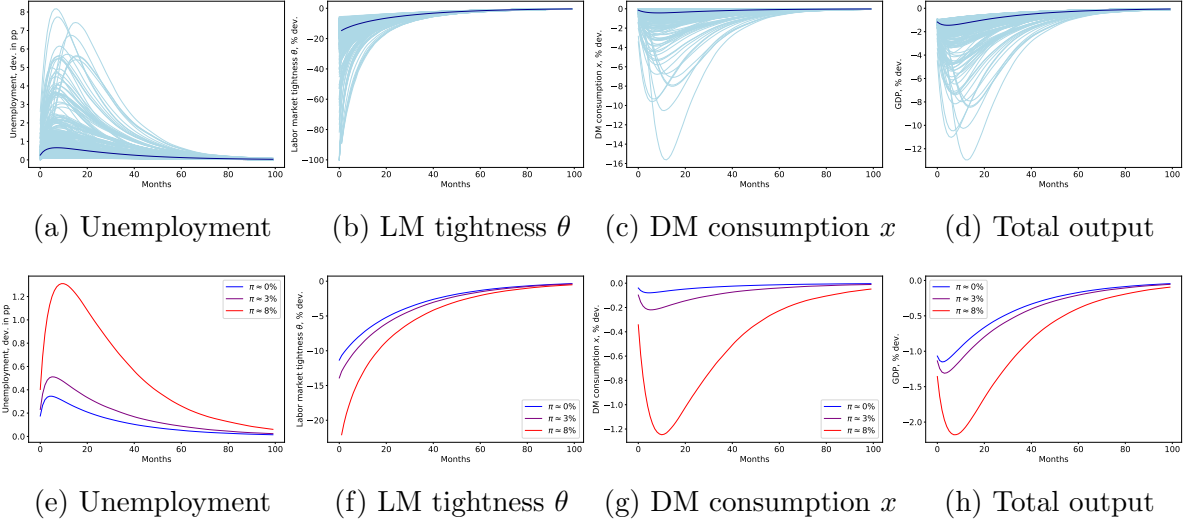 Unemployment, dev. in pp
8
7
6
5
4
3
2
1
0
0 20 40 60 80 100
Months
(a) Unemployment
Labor market tightness θ, % dev.
0
−20
−40
−60
−80
−100
0 20 40 60 80 100
Months
(b) LM tightness θ
DM consumption x, % dev.
0
−2
−4
−6
−8
−10
−12
−14
−16
0 20 40 60 80 100
Months
(c) DM consumption x
GDP, % dev.
0
−2
−4
−6
−8
−10
−12
0 20 40 60 80 100
Months
(d) Total output
Unemployment, dev. in pp
1.2
1.0
0.8
0.6
0.4
0.2
0.0
π ≈ 0%
π ≈ 3%
π ≈ 8%
0 20 40 60 80 100
Months
(e) Unemployment
Labor market tightness θ, % dev.
0
−5
−10
−15
−20
π ≈ 0%
π ≈ 3%
π ≈ 8%
0 20 40 60 80 100
Months
(f) LM tightness θ
DM consumption x, % dev.
0.0
−0.2
−0.4
−0.6
−0.8
−1.0
−1.2
π ≈ 0%
π ≈ 3%
π ≈ 8%
0 20 40 60 80 100
Months
(g) DM consumption x
GDP, % dev.
0.0
−0.5
−1.0
−1.5
−2.0
π ≈ 0%
π ≈ 3%
π ≈ 8%
0 20 40 60 80 100
Months
(h) Total output